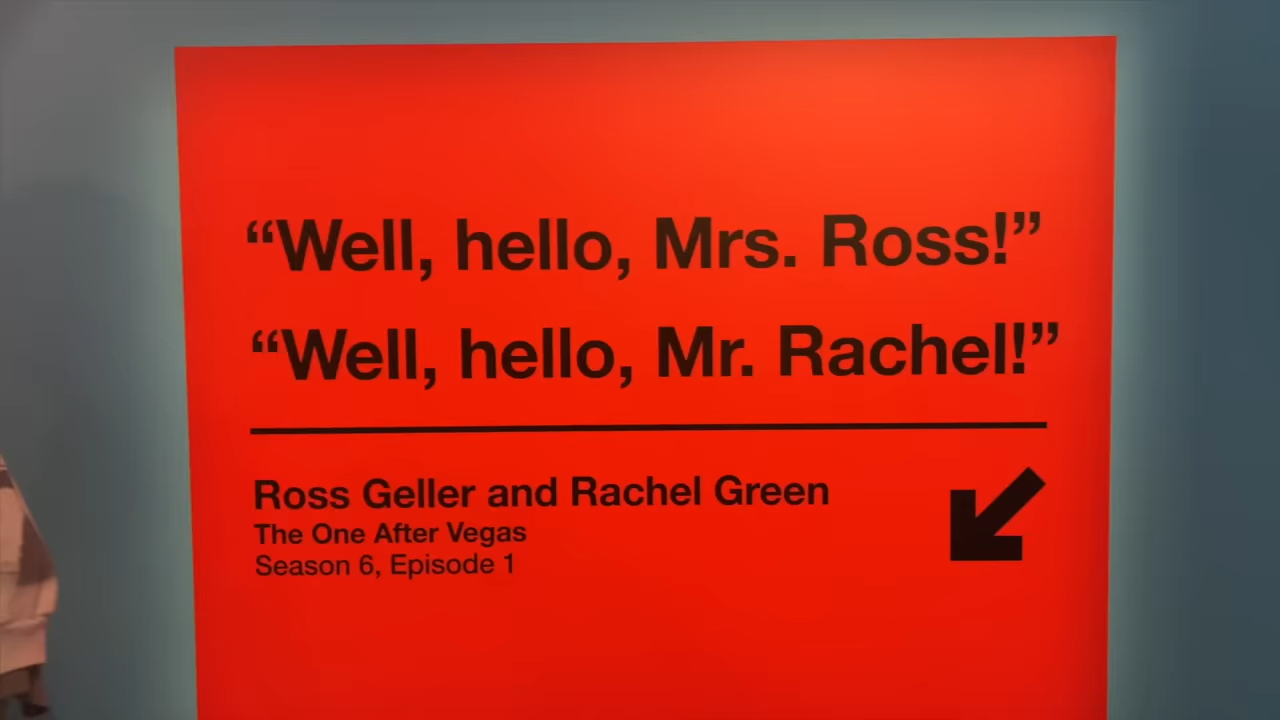 “Well, hello, Mrs. Ross!”
“Well, hello, Mr. Rachel!”
Ross Geller and Rachel Green
The One After Vegas
Season 6, Episode 1